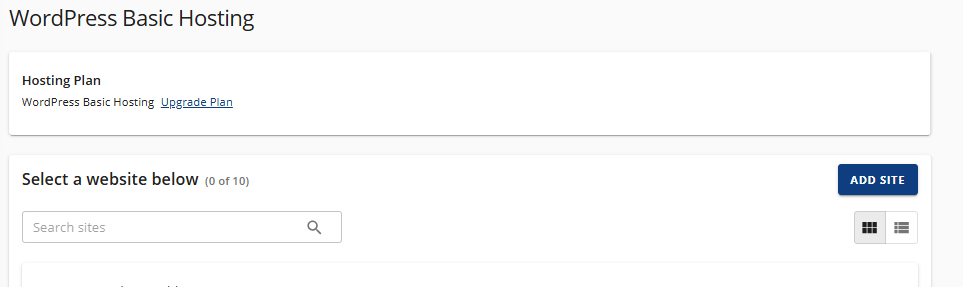 WordPress Basic Hosting
Hosting Plan
WordPress Basic Hosting Upgrade Plan
Select a website below (0 of 10)
ADD SITE
Search sites